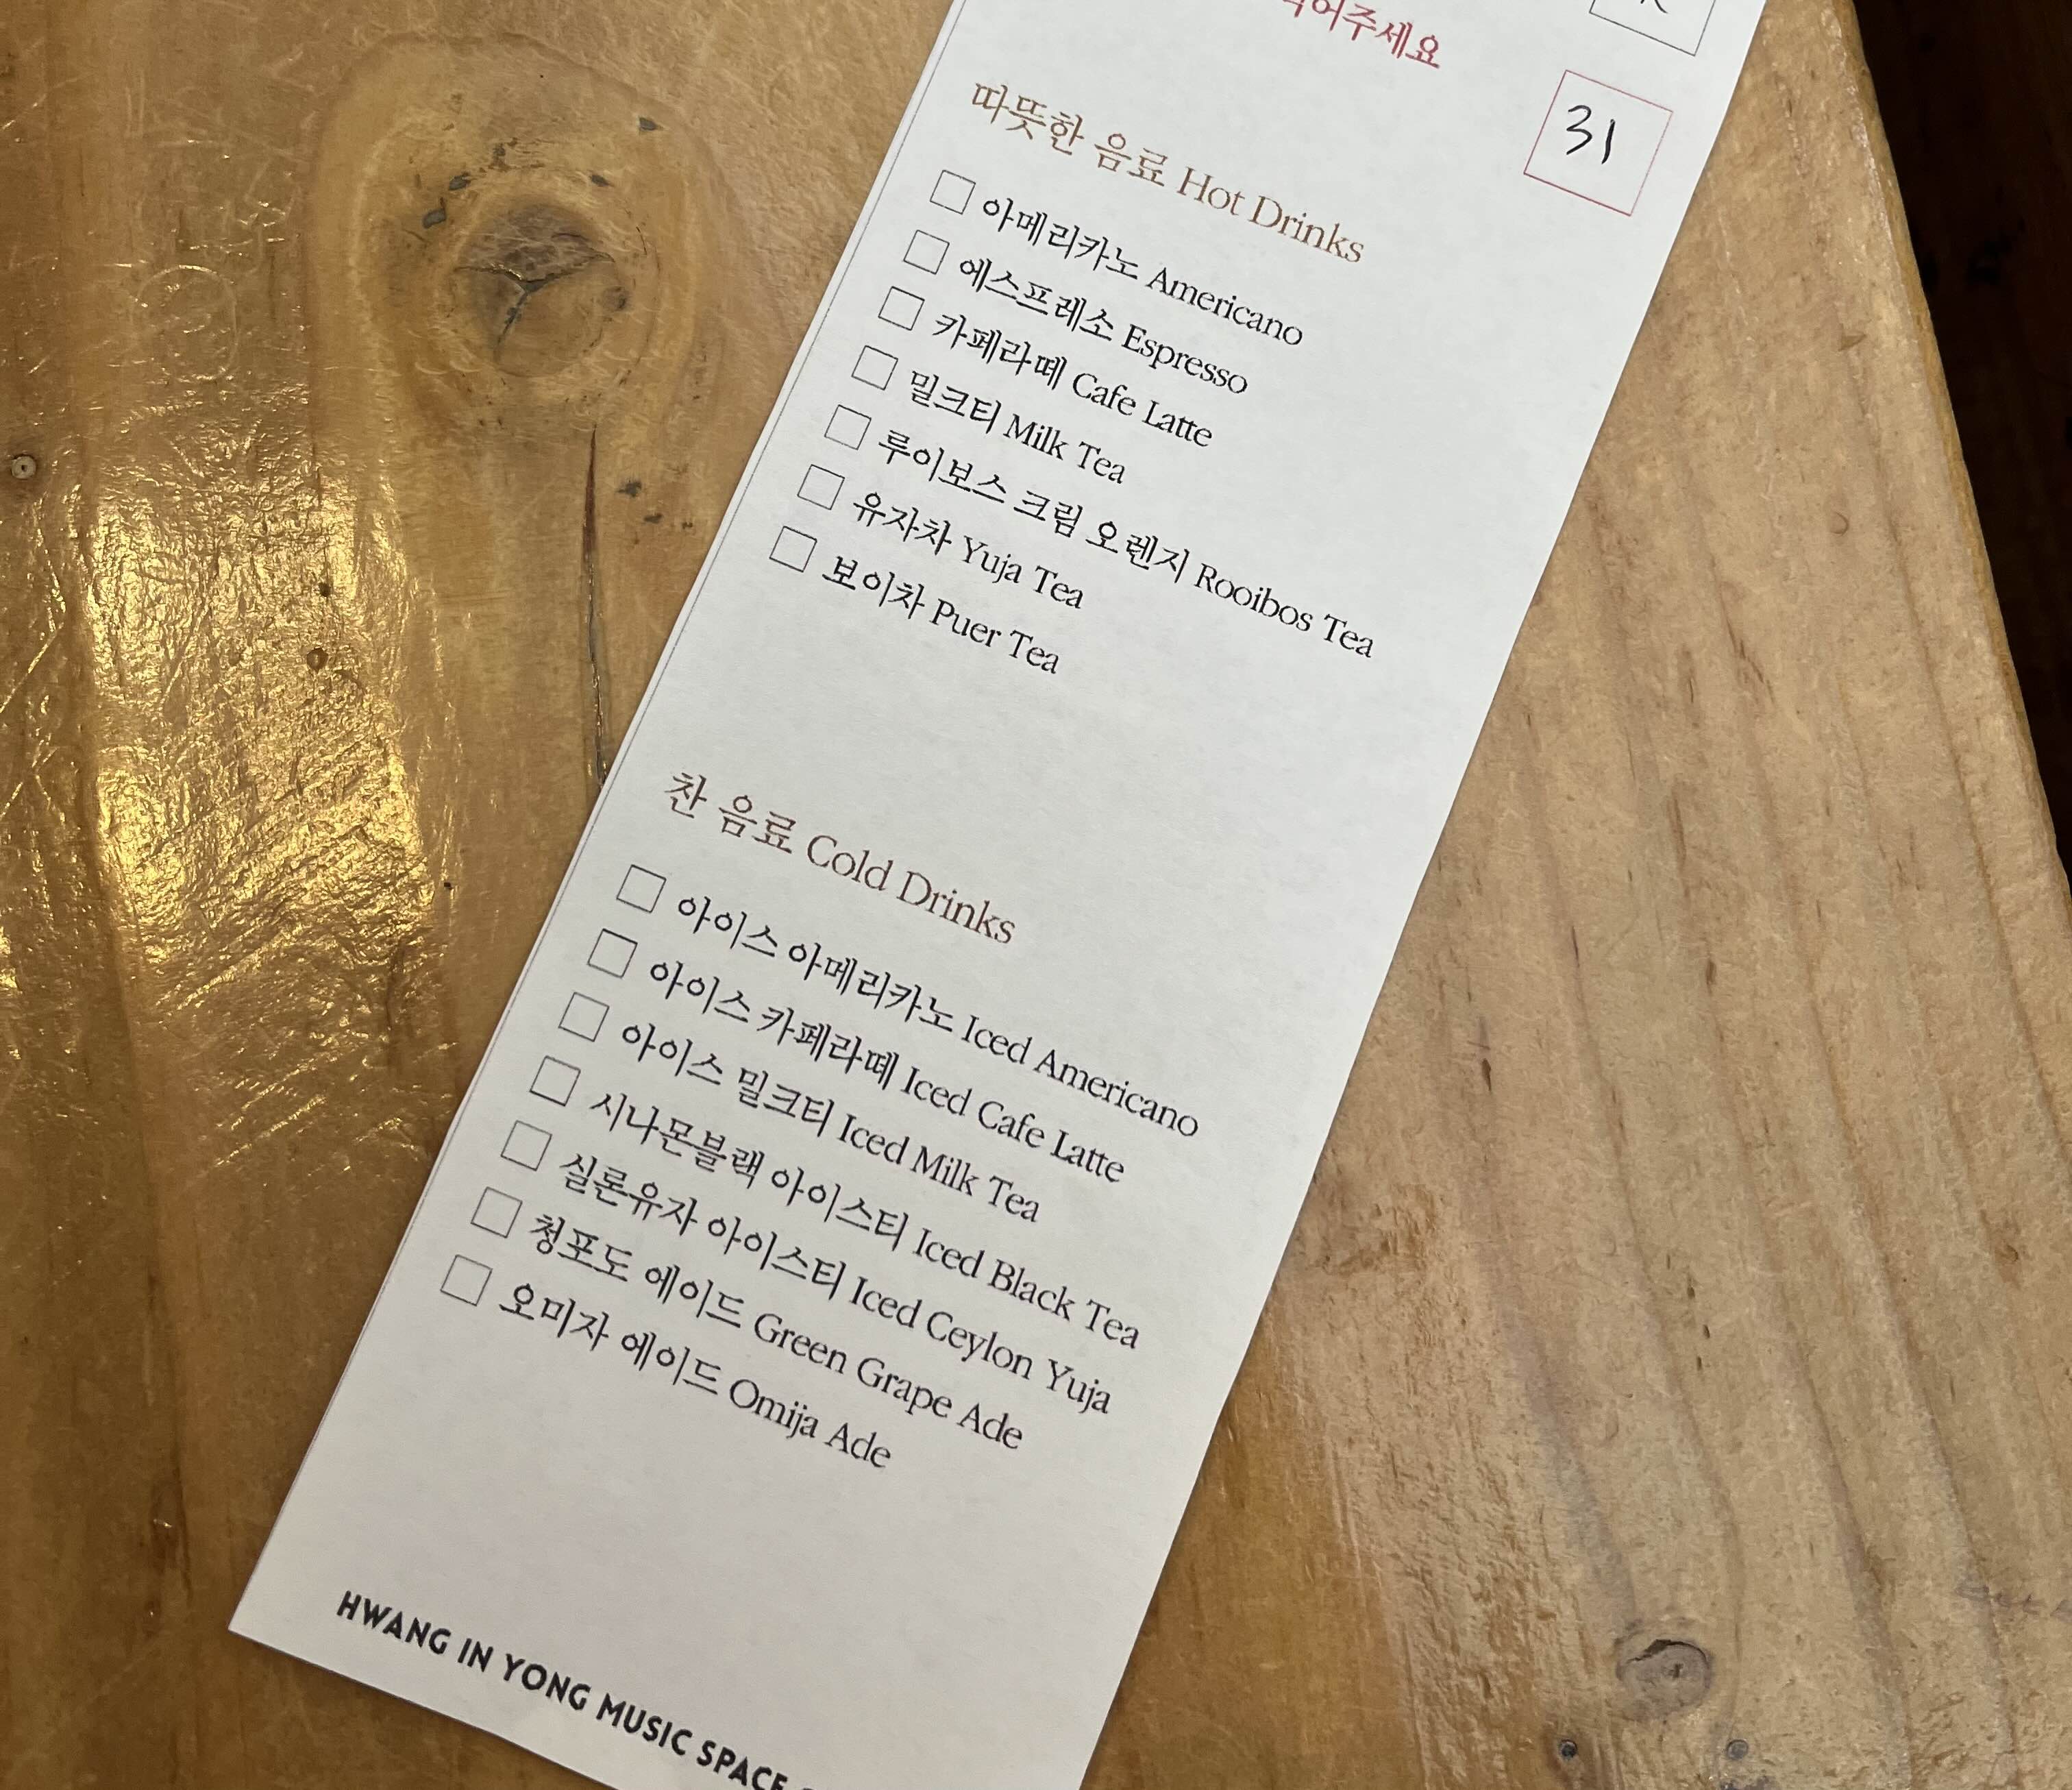 적어주세요
31
따뜻한 음료 Hot Drinks
아메리카노 Americano
에스프레소 Espresso
카페라떼 Cafe Latte
밀크티 Milk Tea
루이보스 크림 오렌지 Rooibos Tea
유자차 Yuja Tea
보이차 Puer Tea
찬 음료 Cold Drinks
아이스 아메리카노 Iced Americano
아이스 카페라떼 Iced Cafe Latte
아이스 밀크티 Iced Milk Tea
시나몬블랙 아이스티 Iced Black Tea
실론유자 아이스티 Iced Ceylon Yuja
청포도 에이드 Green Grape Ade
오미자 에이드 Omija Ade
HWANG IN YONG MUSIC SPACE